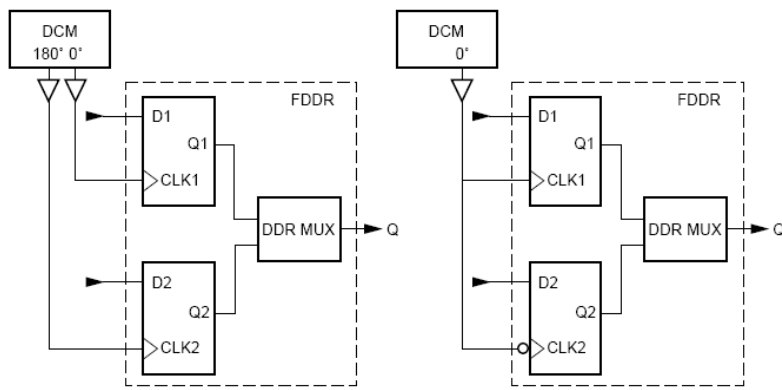 DCM
180° 0°
FDDR
D1
Q1
CLK1
DDR MUX
Q
D2
Q2
CLK2
DCM
0°
FDDR
D1
Q1
CLK1
DDR MUX
Q
D2
Q2
CLK2